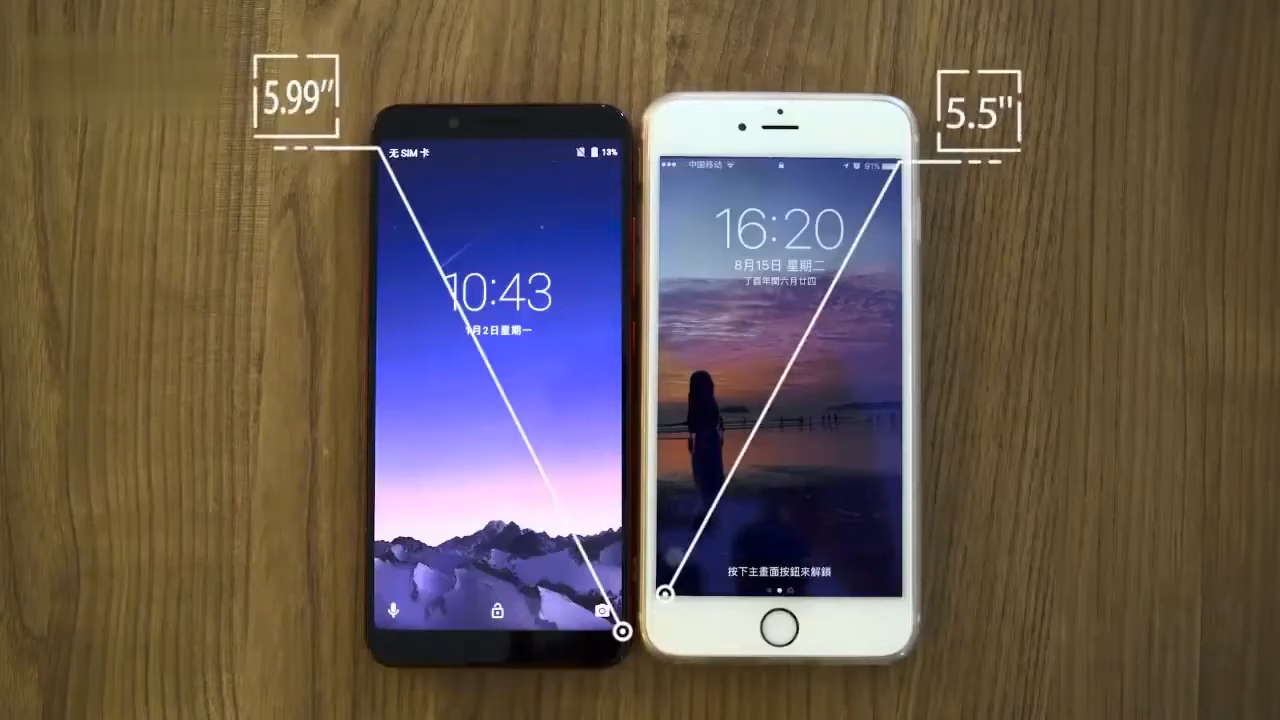 5.99"
5.5"
无 SIM 卡
13%
10:43
1月2日星期一
中国移动
91%
16:20
8月15日 星期二
丁酉年閏六月廿四
按下主畫面按鈕來解鎖